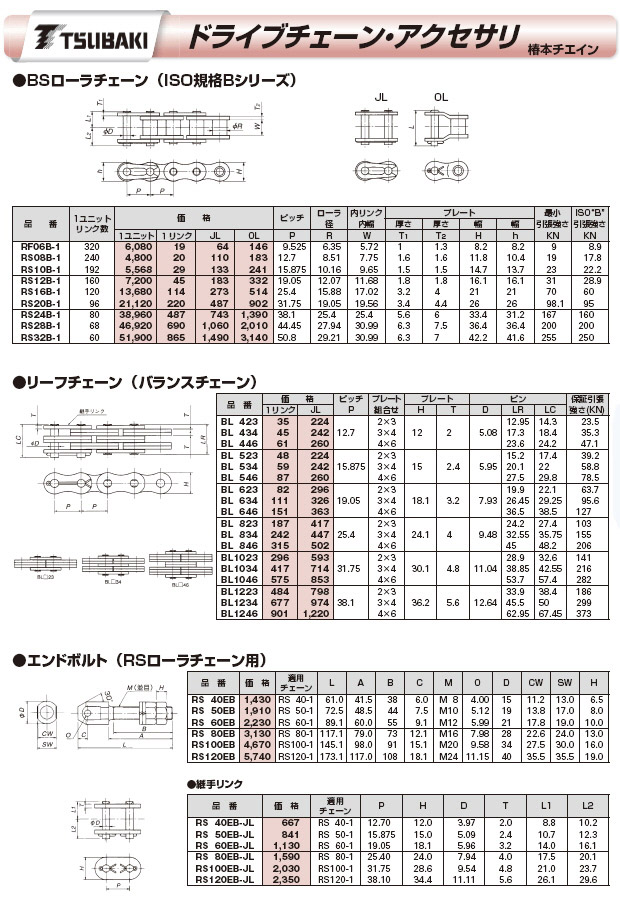 TSUBAKI ドライブチェーン・アクセサリ 椿本チエイン
●BSローラチェーン（ISO規格Bシリーズ）
JL OL
T1 T2 L1 L2 φD φR W L
h H P P
品番 1ユニットリンク数 価格 ピッチ ローラ径 内リンク内幅 プレート 最小引張強さ ISO"B"引張強さ
厚さ 厚さ 幅 幅
1ユニット 1リンク JL OL P R W T1 T2 H h KN KN
RF06B-1 320 6,080 19 64 146 9.525 6.35 5.72 1 1.3 8.2 8.2 9 8.9
RS08B-1 240 4,800 20 110 183 12.7 8.51 7.75 1.6 1.6 11.8 10.4 19 17.8
RS10B-1 192 5,568 29 133 241 15.875 10.16 9.65 1.5 1.5 14.7 13.7 23 22.2
RS12B-1 160 7,200 45 183 332 19.05 12.07 11.68 1.8 1.8 16.1 16.1 31 28.9
RS16B-1 120 13,680 114 273 514 25.4 15.88 17.02 3.2 4 21 21 70 60
RS20B-1 96 21,120 220 487 902 31.75 19.05 19.56 3.4 4.4 26 26 98.1 95
RS24B-1 80 38,960 487 743 1,390 38.1 25.4 25.4 5.6 6 33.4 31.2 167 160
RS28B-1 68 46,920 690 1,060 2,010 44.45 27.94 30.99 6.3 7.5 36.4 36.4 200 200
RS32B-1 60 51,900 865 1,490 3,140 50.8 29.21 30.99 6.3 7 42.2 41.6 255 250
●リーフチェーン（バランスチェーン）
継手リンク
T T LC LR φD H P P
BL□23 BL□34 BL□46
品番 価格 ピッチ プレート組合せ プレート ピン 保証引張強さ(KN)
1リンク JL P H T D LR LC
BL 423 35 224 12.7 2×3 12 2 5.08 12.95 14.3 23.5
BL 434 45 242 3×4 17.3 18.4 35.3
BL 446 61 260 4×6 23.6 24.2 47.1
BL 523 48 224 15.875 2×3 15 2.4 5.95 15.2 17.4 39.2
BL 534 59 242 3×4 20.1 22 58.8
BL 546 87 260 4×6 27.5 29.8 78.5
BL 623 82 296 19.05 2×3 18.1 3.2 7.93 19.9 22.1 63.7
BL 634 111 326 3×4 26.45 29.25 95.6
BL 646 151 363 4×6 36.5 38.5 127
BL 823 187 417 25.4 2×3 24.1 4 9.48 24.2 27.4 103
BL 834 242 447 3×4 32.55 35.75 155
BL 846 315 502 4×6 45 48.2 206
BL1023 296 593 31.75 2×3 30.1 4.8 11.04 28.9 32.6 141
BL1034 417 714 3×4 38.85 42.55 216
BL1046 575 853 4×6 53.7 57.4 282
BL1223 484 798 38.1 2×3 36.2 5.6 12.64 33.9 38.4 186
BL1234 677 974 3×4 45.5 50 299
BL1246 901 1,220 4×6 62.95 67.45 373
●エンドボルト（RSローラチェーン用）
φD CW SW 30° M（並目） H O C B A L
品番 価格 適用チェーン L A B C M O D CW SW H
RS 40EB 1,430 RS 40-1 61.0 41.5 38 6.0 M 8 4.00 15 11.2 13.0 6.5
RS 50EB 1,910 RS 50-1 72.5 48.5 44 7.5 M10 5.12 19 13.8 17.0 8.0
RS 60EB 2,230 RS 60-1 89.1 60.0 55 9.1 M12 5.99 21 17.8 19.0 10.0
RS 80EB 3,130 RS 80-1 117.1 79.0 73 12.1 M16 7.98 28 22.6 24.0 13.0
RS100EB 4,670 RS100-1 145.1 98.0 91 15.1 M20 9.58 34 27.5 30.0 16.0
RS120EB 5,740 RS120-1 173.1 117.0 108 18.1 M24 11.15 40 35.5 35.5 19.0
●継手リンク
T L1 L2 φD H P
品番 価格 適用チェーン P H D T L1 L2
RS 40EB-JL 667 RS 40-1 12.70 12.0 3.97 2.0 8.8 10.2
RS 50EB-JL 841 RS 50-1 15.875 15.0 5.09 2.4 10.7 12.3
RS 60EB-JL 1,130 RS 60-1 19.05 18.1 5.96 3.2 14.0 16.1
RS 80EB-JL 1,590 RS 80-1 25.40 24.0 7.94 4.0 17.5 20.1
RS100EB-JL 2,030 RS100-1 31.75 28.6 9.54 4.8 21.0 23.7
RS120EB-JL 2,350 RS120-1 38.10 34.4 11.11 5.6 26.1 29.6